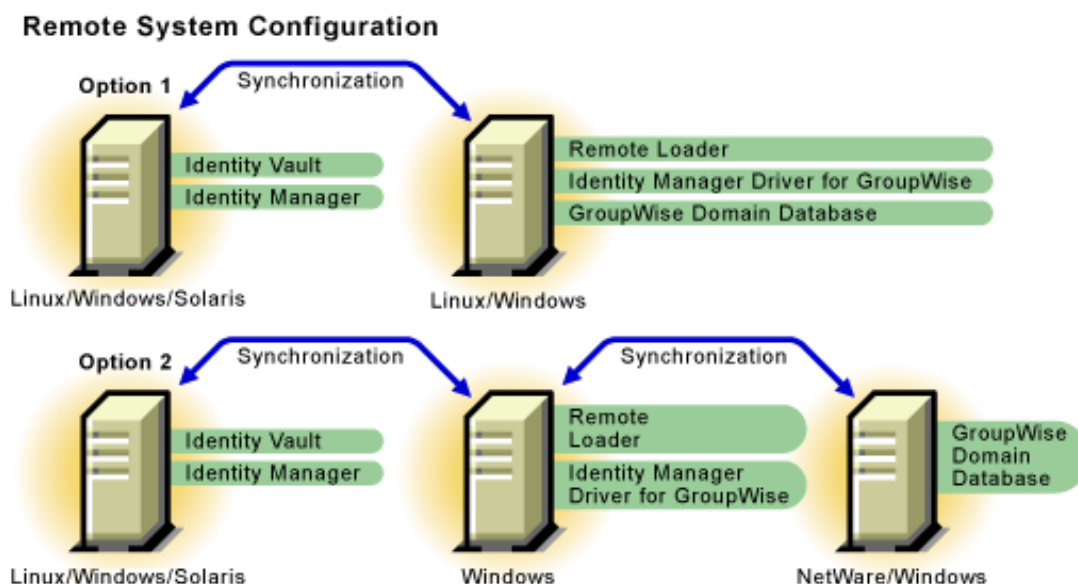 Remote System Configuration
Option 1
Synchronization
Identity Vault
Identity Manager
Remote Loader
Identity Manager Driver for GroupWise
GroupWise Domain Database
Linux/Windows/Solaris
Linux/Windows
Option 2
Synchronization
Synchronization
Identity Vault
Identity Manager
Remote
Loader
Identity Manager
Driver for GroupWise
GroupWise
Domain
Database
Linux/Windows/Solaris
Windows
NetWare/Windows